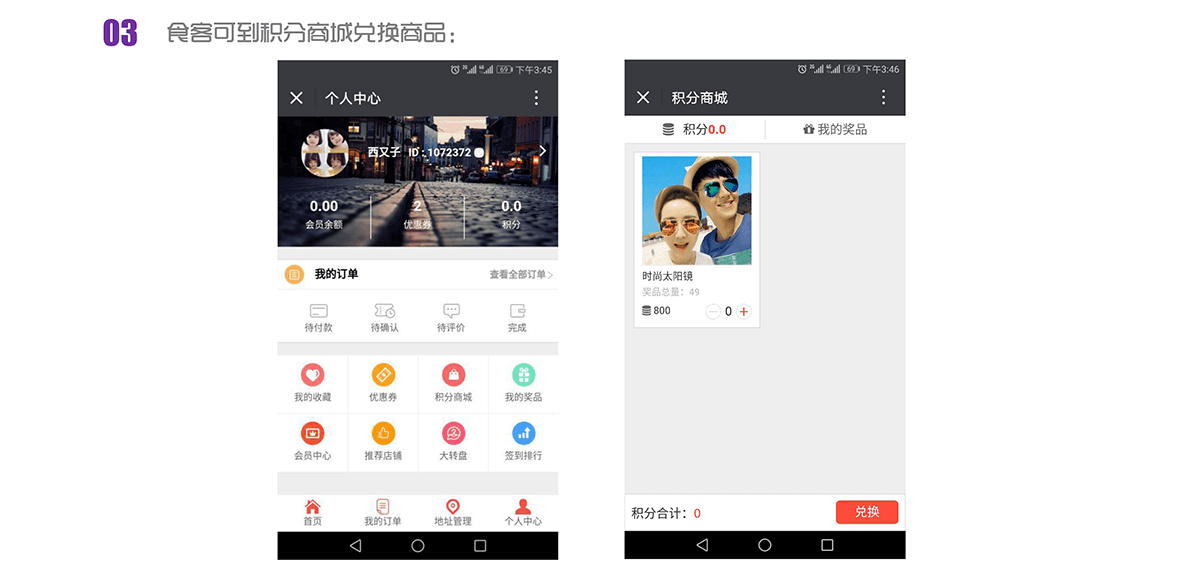 03 食客可到积分商城兑换商品：
69 下午3:45
个人中心
西又子 ID：1072372
0.00 2 0.0
会员余额 优惠券 积分
我的订单 查看全部订单
待付款 待确认 待评价 完成
我的收藏 优惠券 积分商城 我的奖品
会员中心 推荐店铺 大转盘 签到排行
首页 我的订单 地址管理 个人中心
69 下午3:46
积分商城
积分0.0 我的奖品
时尚太阳镜
奖品总量：49
800 0
积分合计：0 兑换